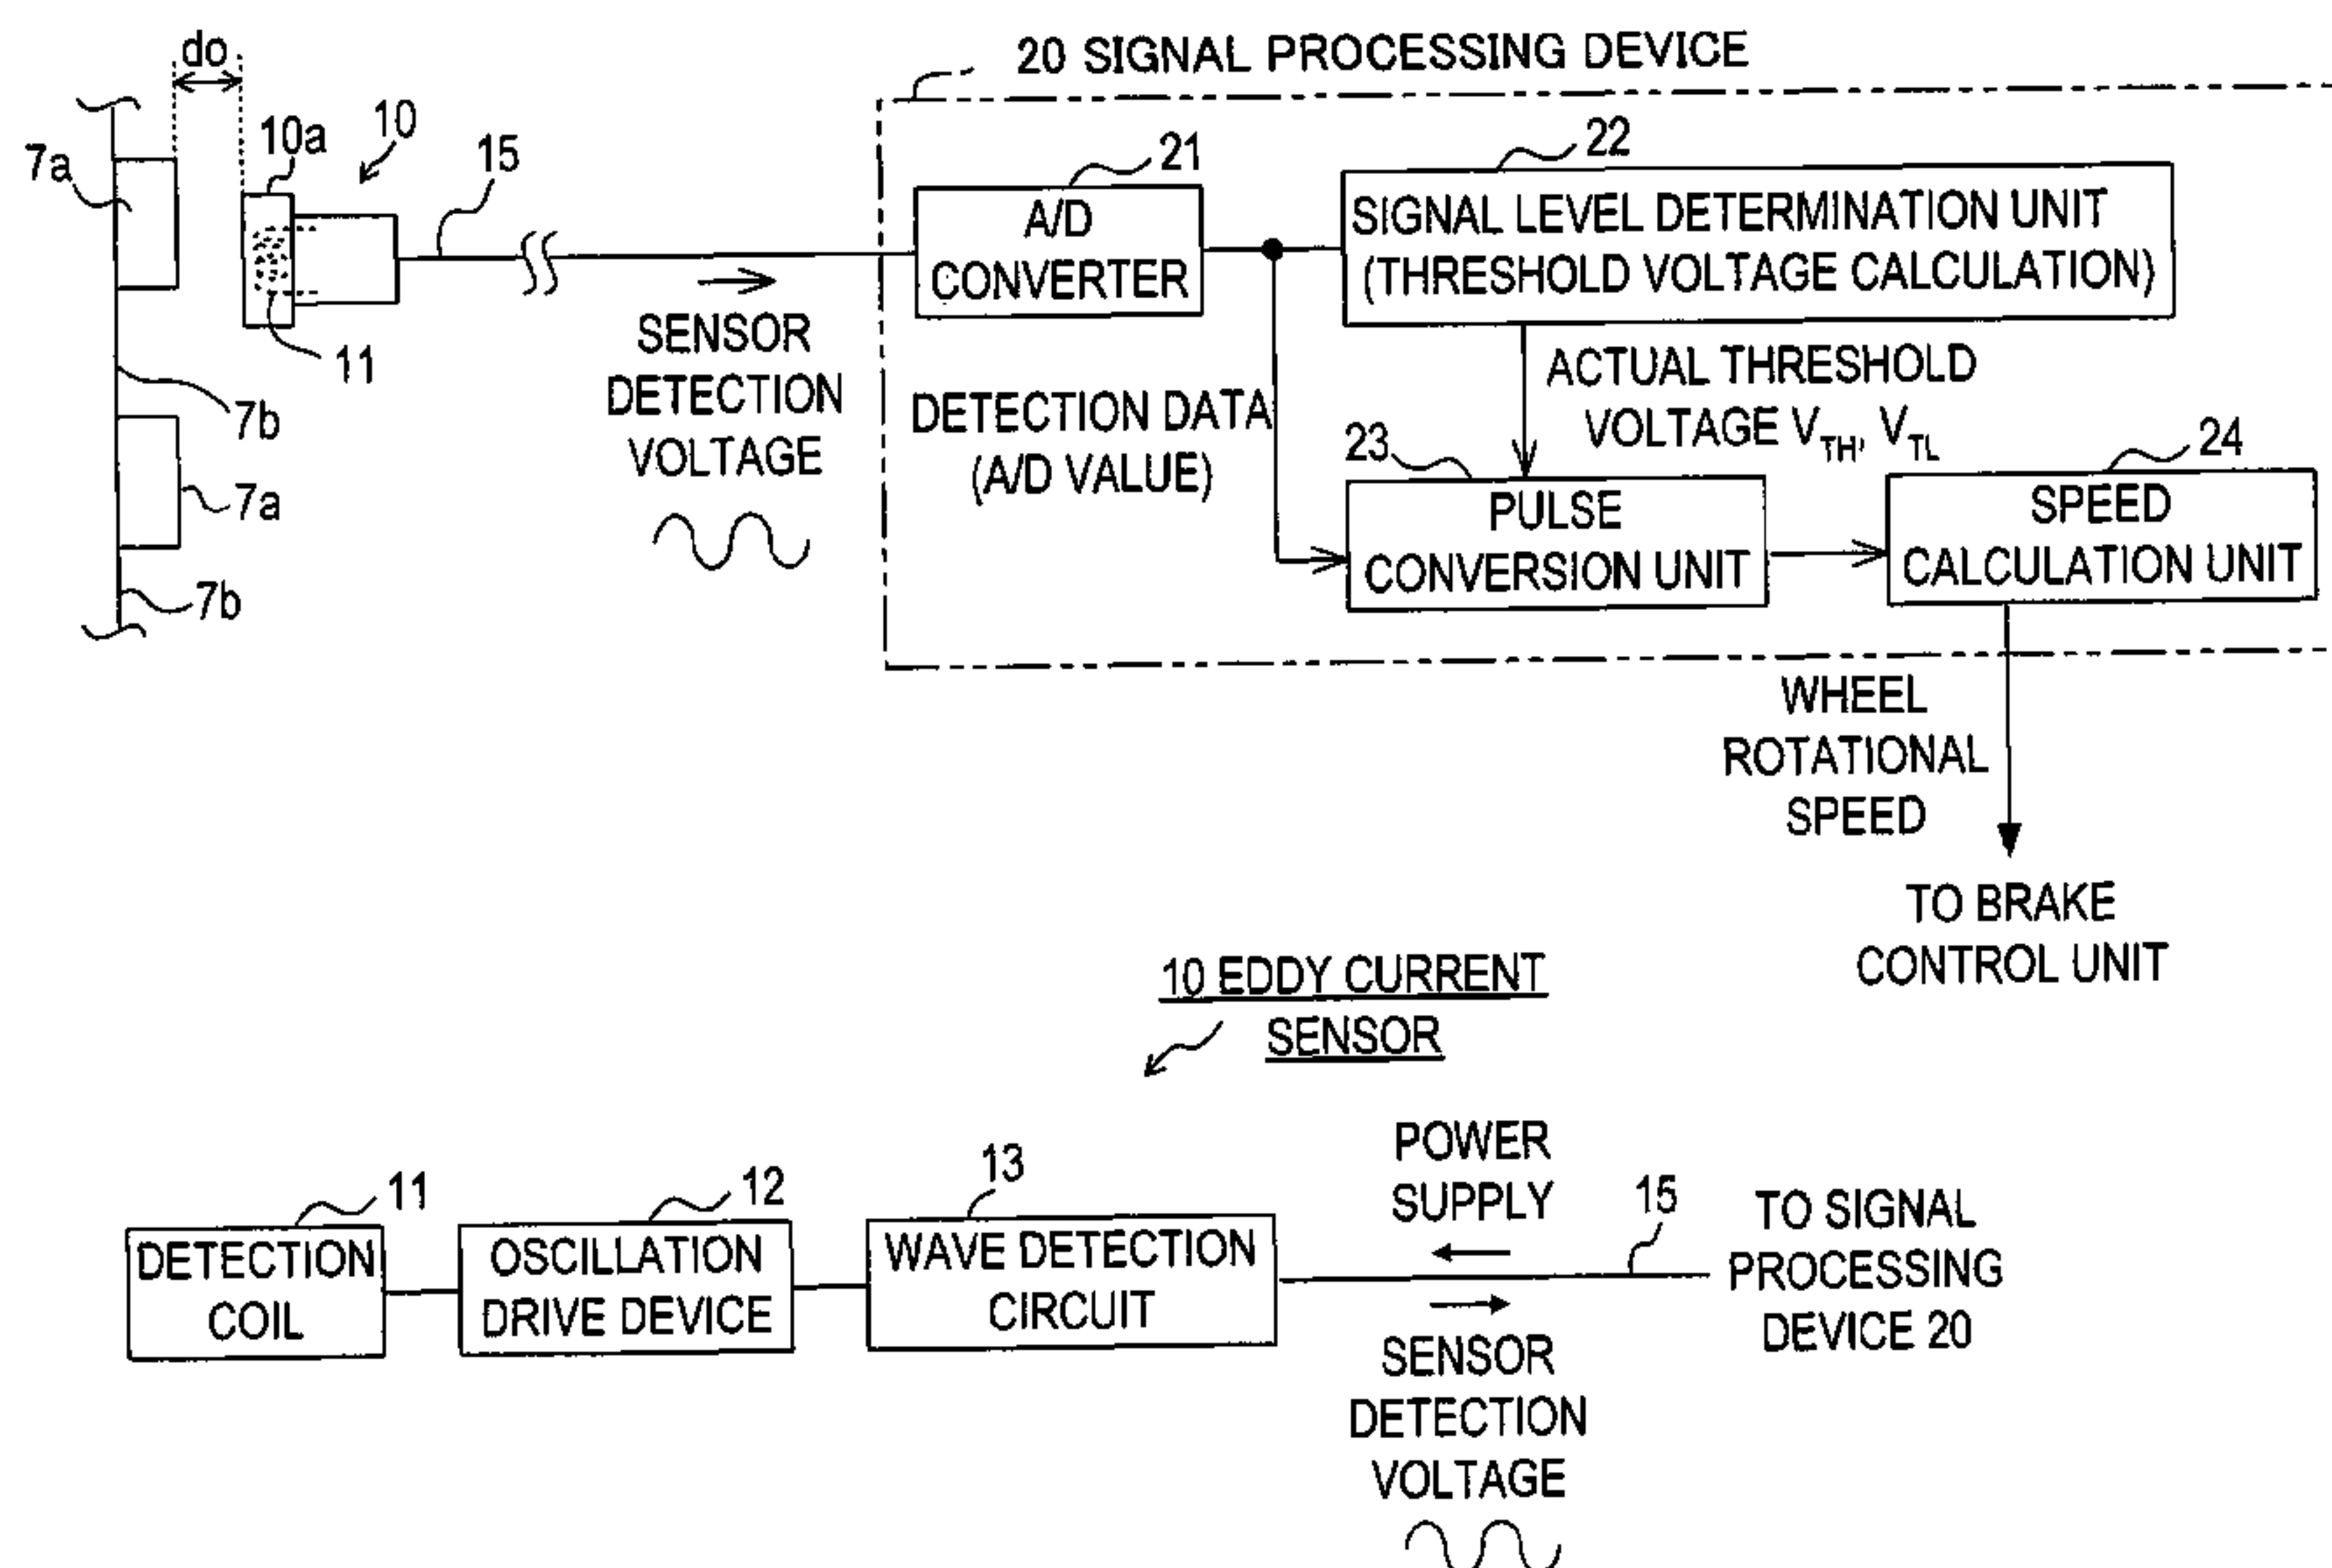 do
20 SIGNAL PROCESSING DEVICE
10a
10
7a
15
21
22
A/D
CONVERTER
SIGNAL LEVEL DETERMINATION UNIT
(THRESHOLD VOLTAGE CALCULATION)
11
7b
7a
7b
SENSOR
DETECTION
VOLTAGE
DETECTION DATA
(A/D VALUE)
ACTUAL THRESHOLD
VOLTAGE VTH, VTL
23
24
PULSE
CONVERSION UNIT
SPEED
CALCULATION UNIT
WHEEL
ROTATIONAL
SPEED
TO BRAKE
CONTROL UNIT
10 EDDY CURRENT
SENSOR
11
12
13
DETECTION
COIL
OSCILLATION
DRIVE DEVICE
WAVE DETECTION
CIRCUIT
POWER
SUPPLY
15
TO SIGNAL
PROCESSING
DEVICE 20
SENSOR
DETECTION
VOLTAGE